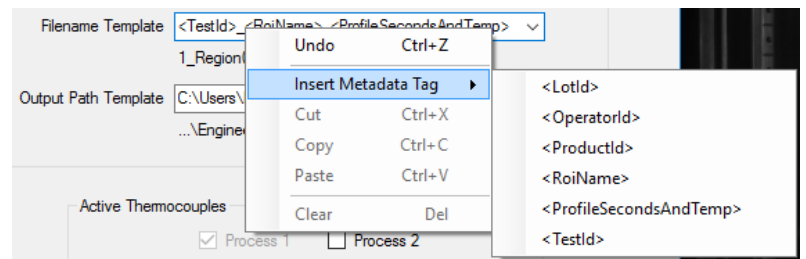 Filename Template <TestId>_<RoiName>_<ProfileSecondsAndTemp>
1_Region
Undo Ctrl+Z
Insert Metadata Tag
<LotId>
Output Path Template C:\Users\
Cut Ctrl+X
<OperatorId>
...\Engine
Copy Ctrl+C
<ProductId>
Paste Ctrl+V
<RoiName>
Active Thermocouples
Clear Del
<ProfileSecondsAndTemp>
Process 1 Process 2
<TestId>